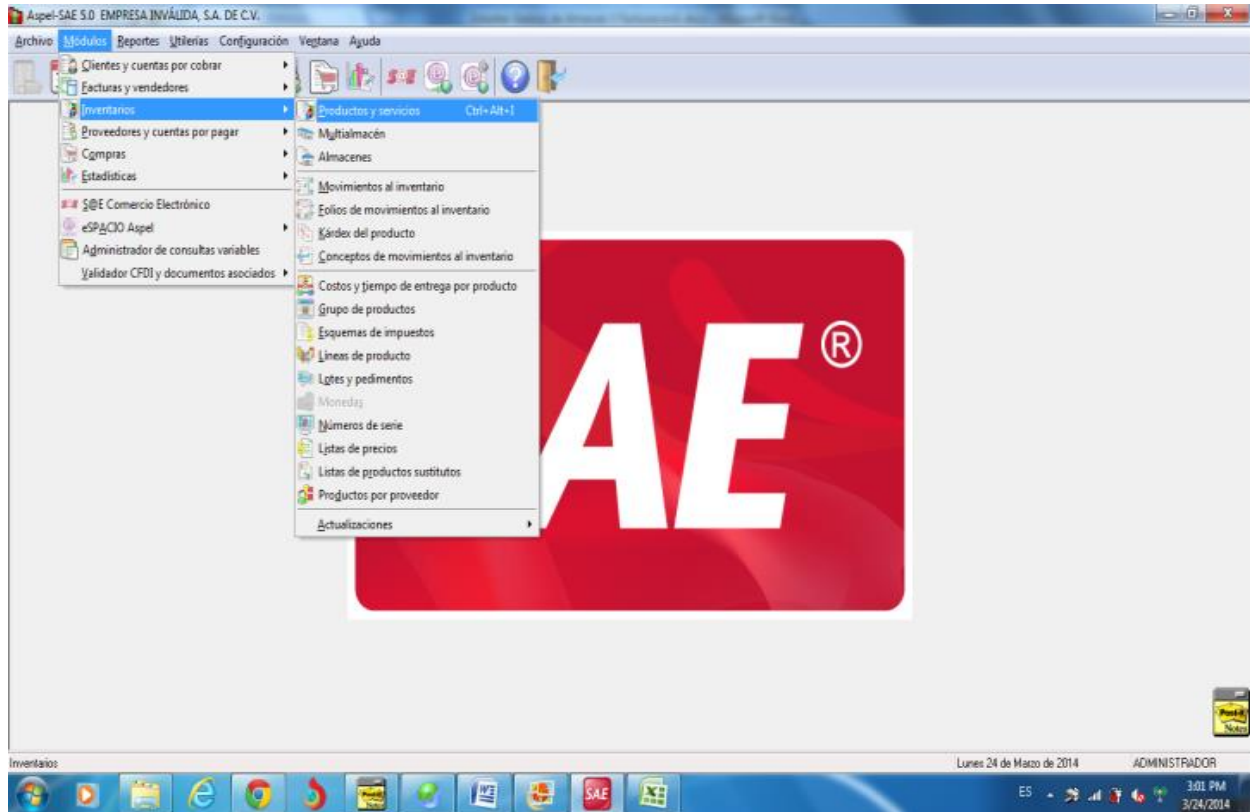 Aspel-SAE 5.0 EMPRESA INVÁLIDA, S.A. DE C.V.
Archivo Módulos Reportes Utilerías Configuración Ventana Ayuda
Clientes y cuentas por cobrar
Facturas y vendedores
Inventarios
Proveedores y cuentas por pagar
Compras
Estadísticas
S@E Comercio Electrónico
eSPACIO Aspel
Administrador de consultas variables
Validador CFDI y documentos asociados
Productos y servicios Ctrl+Alt+I
Multialmacén
Almacenes
Movimientos al inventario
Folios de movimientos al inventario
Kárdex del producto
Conceptos de movimientos al inventario
Costos y tiempo de entrega por producto
Grupo de productos
Esquemas de impuestos
Líneas de producto
Lotes y pedimentos
Monedas
Números de serie
Listas de precios
Listas de productos sustitutos
Productos por proveedor
Actualizaciones
AE®
Post-it
Notes
Inventarios
Lunes 24 de Marzo de 2014
ADMINISTRADOR
SAE
ES
3:01 PM
3/24/2014